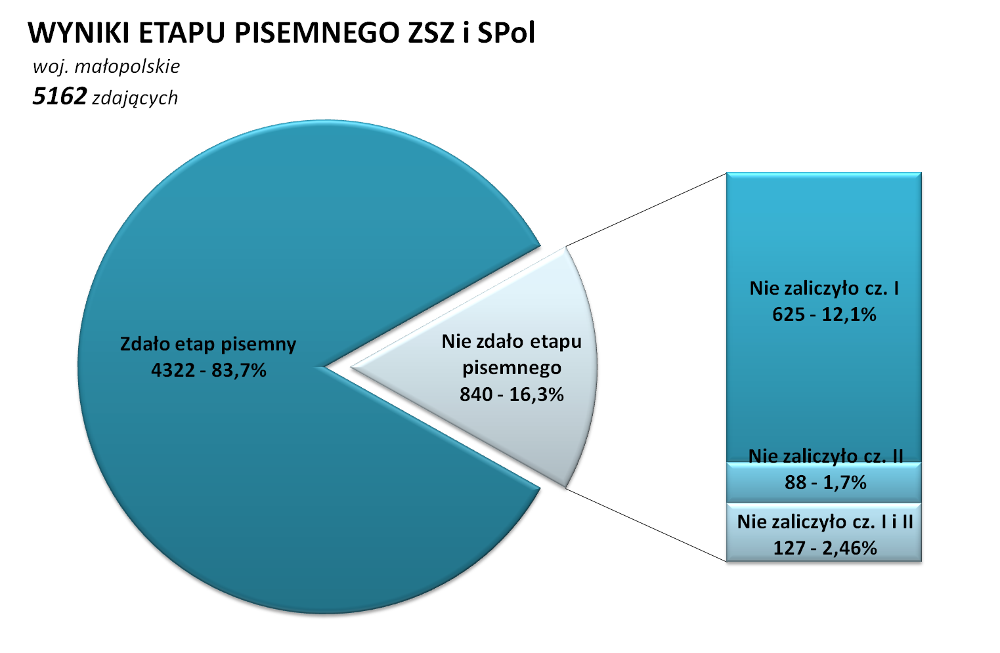 WYNIKI ETAPU PISEMNEGO ZSZ i SPol
woj. małopolskie
5162 zdających
Zdało etap pisemny
4322 - 83,7%
Nie zdało etapu
pisemnego
840 - 16,3%
Nie zaliczyło cz. I
625 - 12,1%
Nie zaliczyło cz. II
88 - 1,7%
Nie zaliczyło cz. I i II
127 - 2,46%